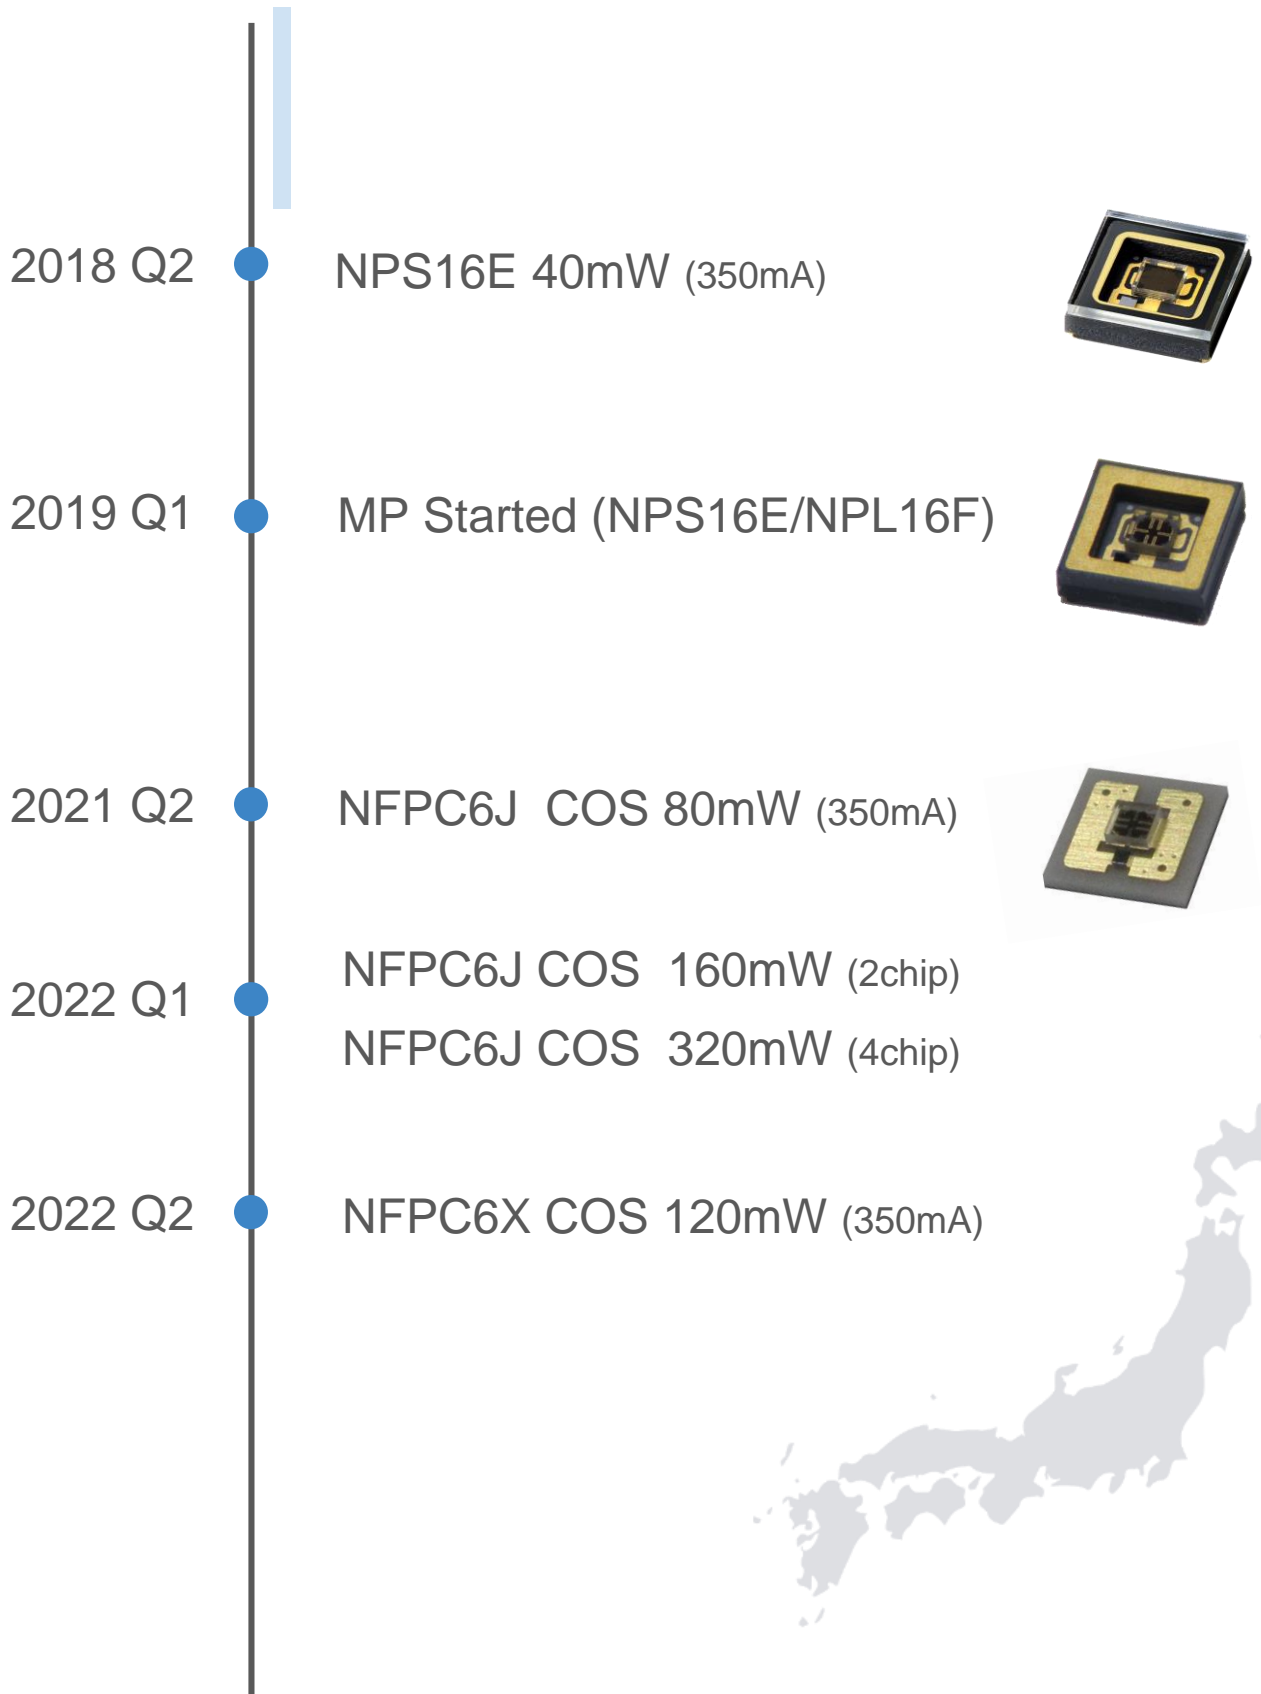 2018 Q2 NPS16E 40mW (350mA)
2019 Q1 MP Started (NPS16E/NPL16F)
2021 Q2 NFPC6J COS 80mW (350mA)
NFPC6J COS 160mW (2chip)
2022 Q1
NFPC6J COS 320mW (4chip)
2022 Q2 NFPC6X COS 120mW (350mA)